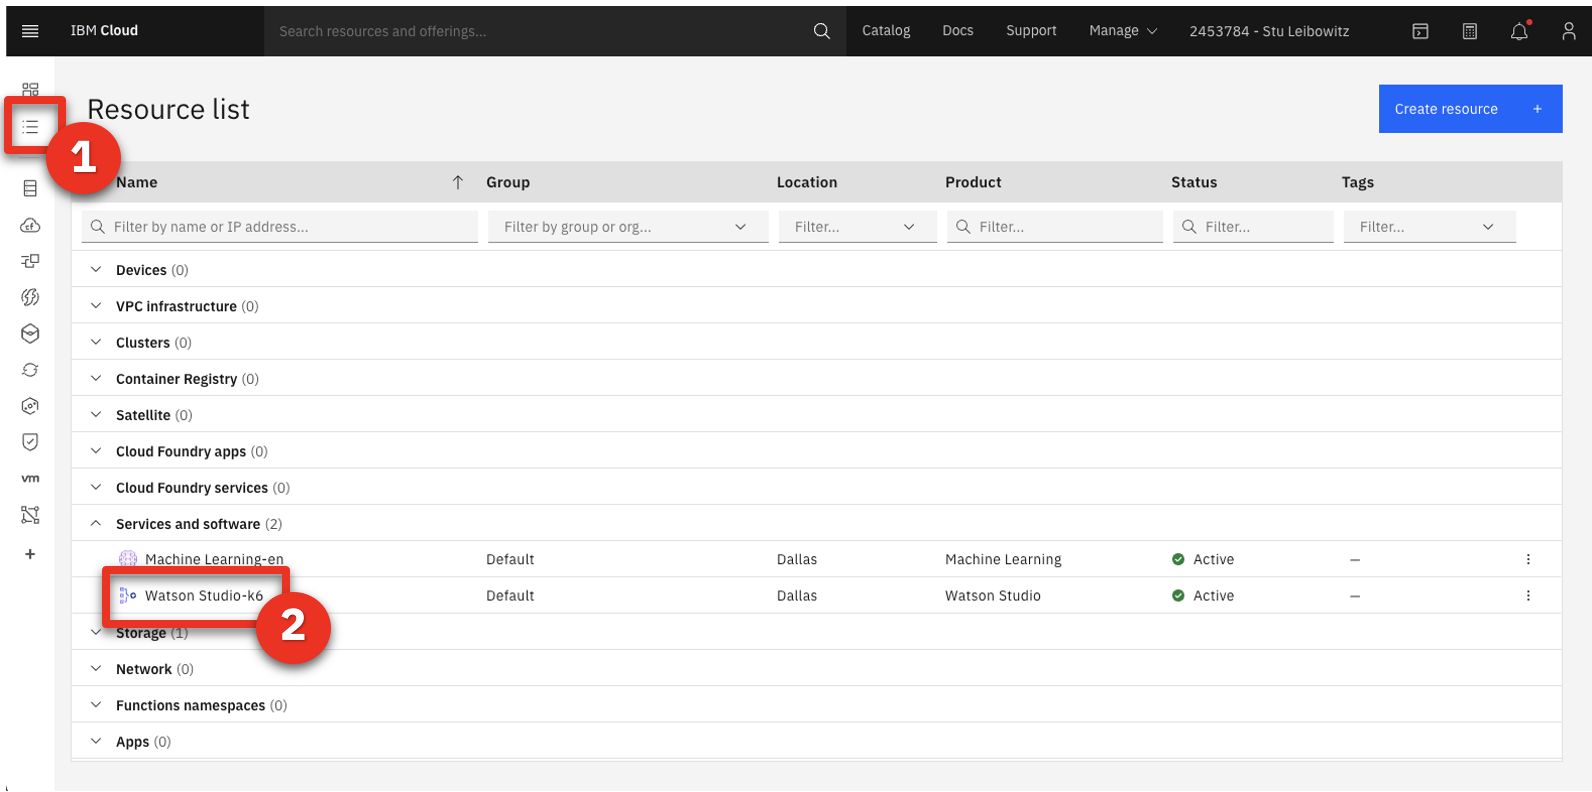 IBM Cloud Search resources and offerings... Catalog Docs Support Manage 2453784 - Stu Leibowitz
Resource list
Create resource +
1
Name Group Location Product Status Tags
Filter by name or IP address... Filter by group or org... Filter... Filter... Filter... Filter...
Devices (0)
VPC infrastructure (0)
Clusters (0)
Container Registry (0)
Satellite (0)
Cloud Foundry apps (0)
vm
Cloud Foundry services (0)
Services and software (2)
Machine Learning-en Default Dallas Machine Learning Active —
Watson Studio-k6 Default Dallas Watson Studio Active —
2
Storage (1)
Network (0)
Functions namespaces (0)
Apps (0)